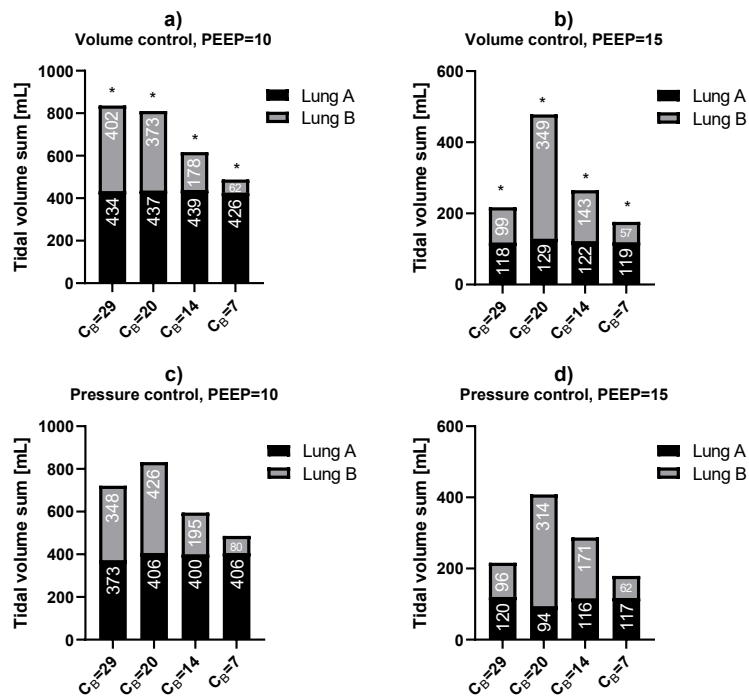 a)
Volume control, PEEP=10
Tidal volume sum [mL]
1000
800
600
400
200
0
* * * *
402 373 178 62
434 437 439 426
C_B=29 C_B=20 C_B=14 C_B=7
Lung A
Lung B
b)
Volume control, PEEP=15
Tidal volume sum [mL]
600
400
200
0
* * * *
99 349 143 57
118 129 122 119
C_B=29 C_B=20 C_B=14 C_B=7
Lung A
Lung B
c)
Pressure control, PEEP=10
Tidal volume sum [mL]
1000
800
600
400
200
0
348 426 195 80
373 406 400 406
C_B=29 C_B=20 C_B=14 C_B=7
Lung A
Lung B
d)
Pressure control, PEEP=15
Tidal volume sum [mL]
600
400
200
0
96 314 171 62
120 94 116 117
C_B=29 C_B=20 C_B=14 C_B=7
Lung A
Lung B